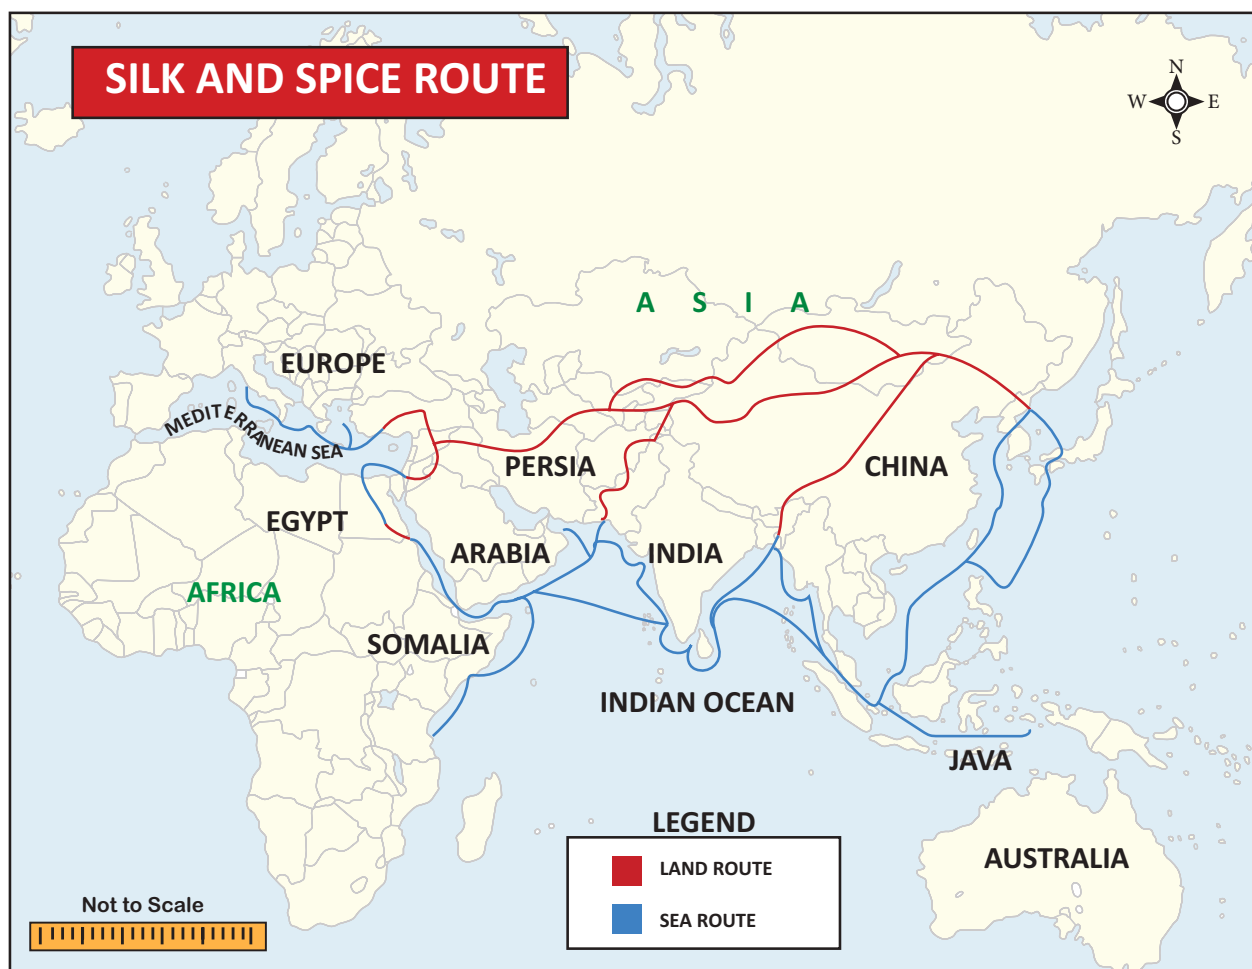 SILK AND SPICE ROUTE
N
W E
S
A S I A
EUROPE
MEDITERRANEAN SEA
PERSIA
CHINA
EGYPT
ARABIA
INDIA
AFRICA
SOMALIA
INDIAN OCEAN
JAVA
LEGEND
LAND ROUTE
SEA ROUTE
AUSTRALIA
Not to Scale